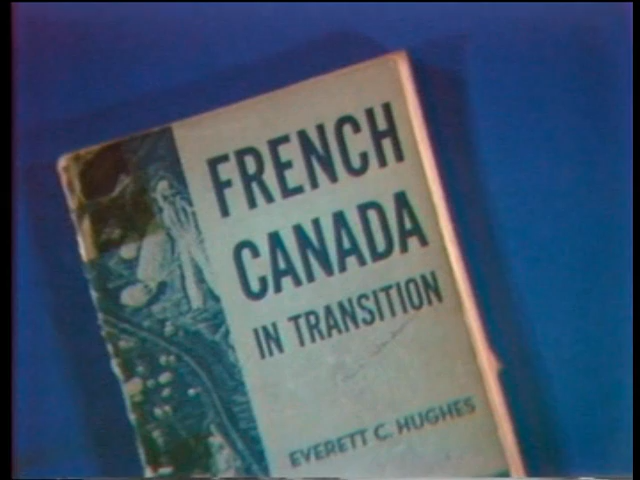 FRENCH
CANADA
IN TRANSITION
EVERETT C. HUGHES